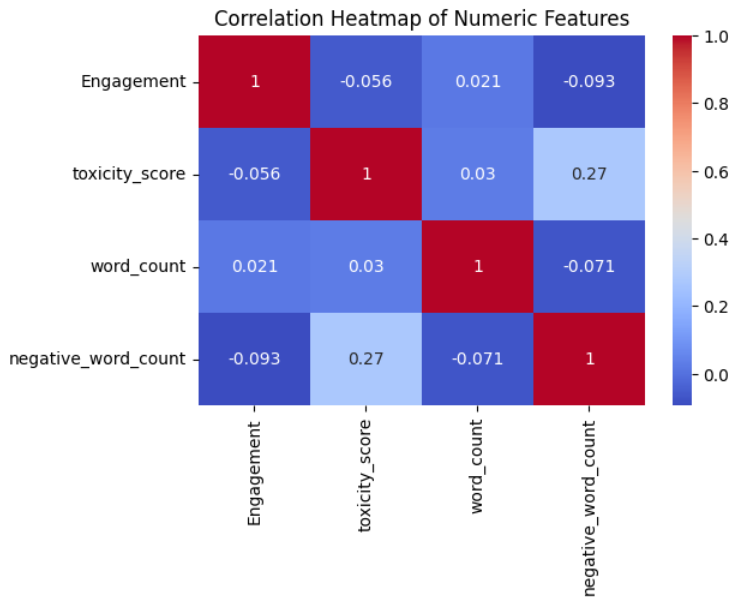 Correlation Heatmap of Numeric Features
Engagement 1 -0.056 0.021 -0.093
toxicity_score -0.056 1 0.03 0.27
word_count 0.021 0.03 1 -0.071
negative_word_count -0.093 0.27 -0.071 1
Engagement
toxicity_score
word_count
negative_word_count
1.0
0.8
0.6
0.4
0.2
0.0